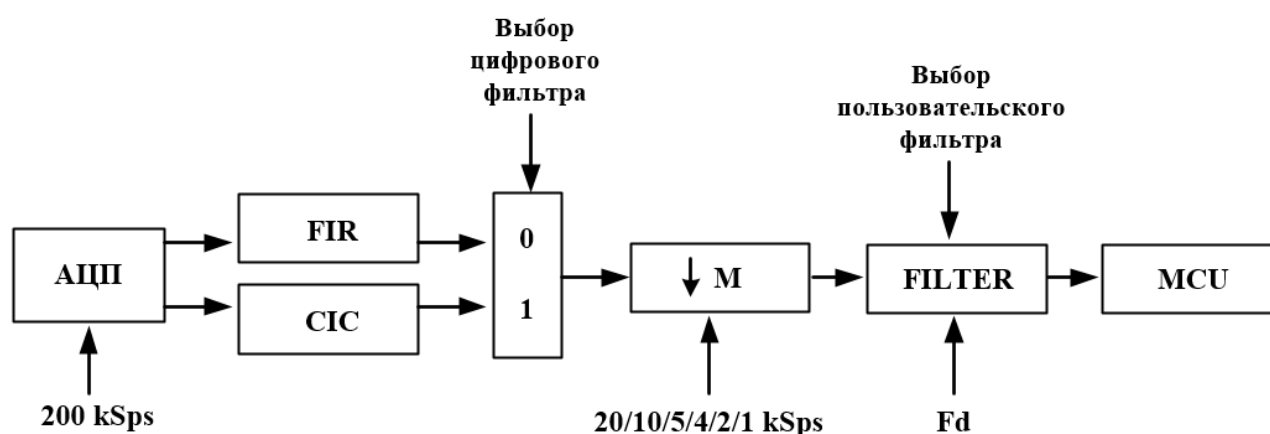 Выбор
цифрового
фильтра
Выбор
пользовательского
фильтра
АЦП
FIR
CIC
0
1
M
FILTER
MCU
200 kSps
20/10/5/4/2/1 kSps
Fd